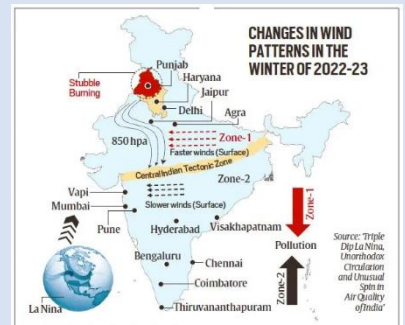 CHANGES IN WIND
PATTERNS IN THE
WINTER OF 2022-23
Punjab
Haryana
Jaipur
Stubble
Burning
Delhi
Agra
850 hpa
Zone-1
Faster winds (Surface)
Central Indian Tectonic Zone
Zone-2
Vapi
Mumbai
Slower winds (Surface)
Pune
Hyderabad
Visakhapatnam
Zone-1
Pollution
Zone-2
Bengaluru
Chennai
Coimbatore
Thiruvananthapuram
La Nina
Source: 'Triple
Dip La Nina,
Unorthodox
Circulation
and Unusual
Spin in
Air Quality
of India'